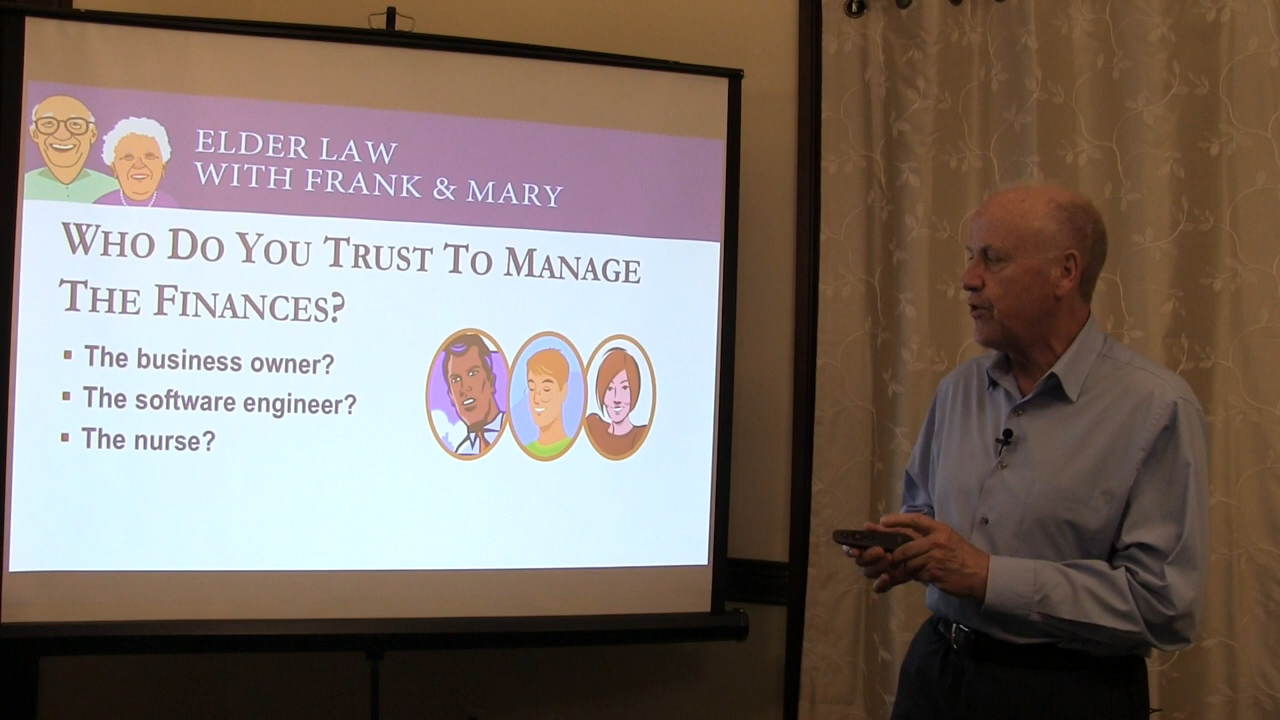 ELDER LAW
WITH FRANK & MARY
WHO DO YOU TRUST TO MANAGE
THE FINANCES?
The business owner?
The software engineer?
The nurse?